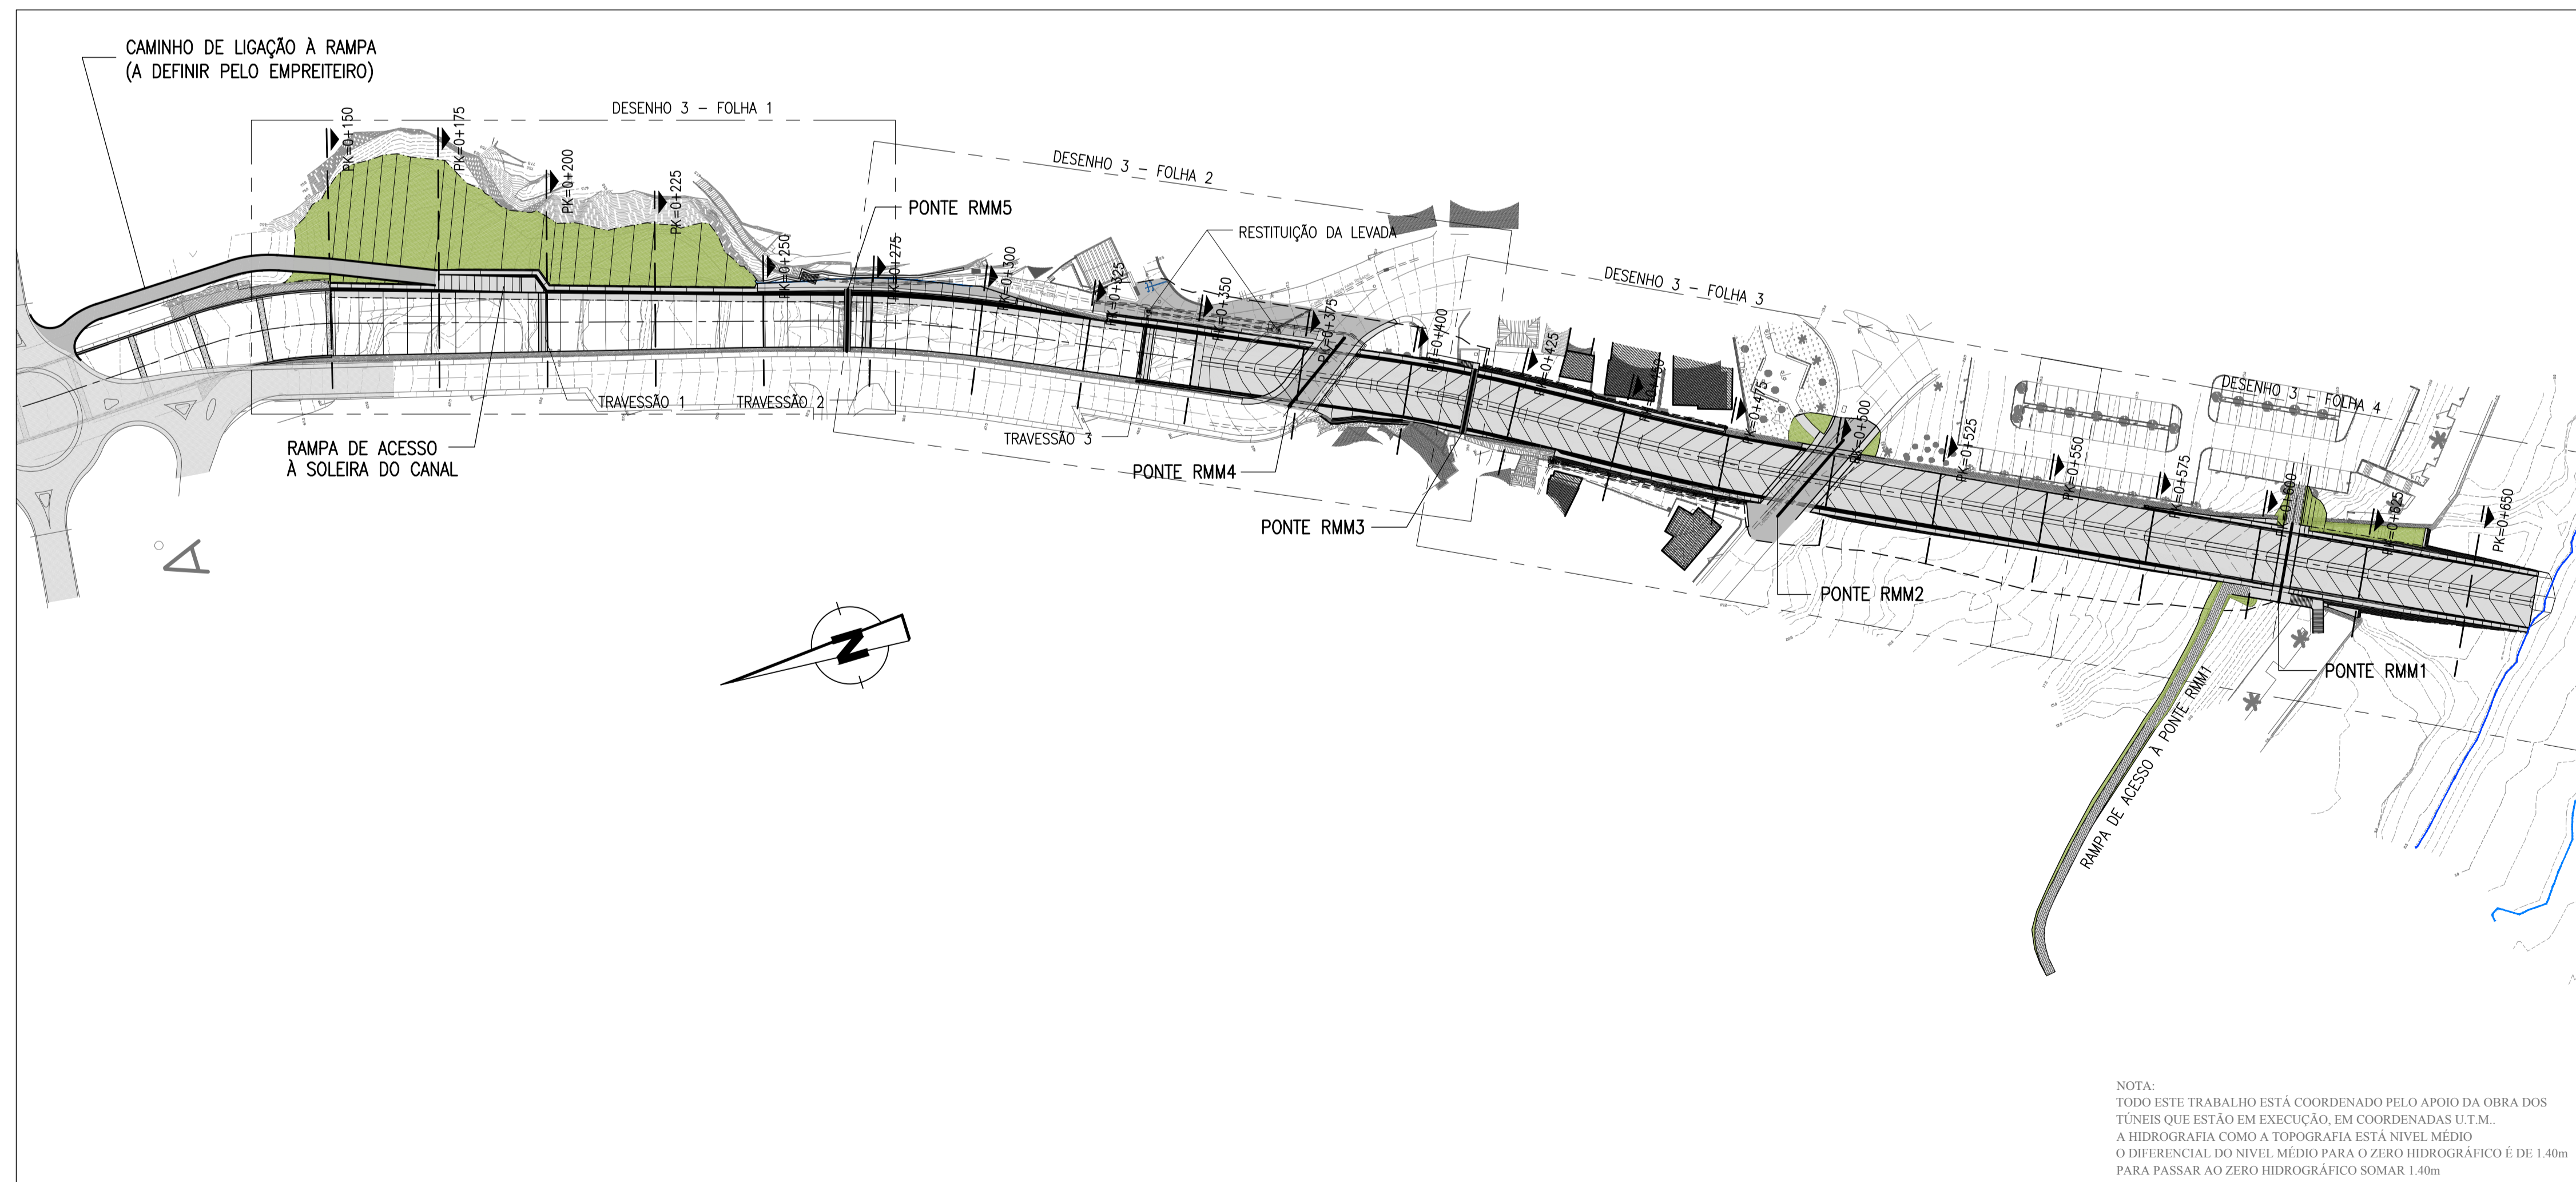 CAMINHO DE LIGAÇÃO À RAMPA
(A DEFINIR PELO EMPREITEIRO)
DESENHO 3 – FOLHA 1
PK=0+150
PK=0+175
PK=0+200
PK=0+225
PK=0+250
PK=0+275
PK=0+300
PK=0+325
PK=0+350
PK=0+375
PK=0+400
PK=0+425
PK=0+450
PK=0+475
PK=0+500
PK=0+525
PK=0+550
PK=0+575
PK=0+600
PK=0+625
PK=0+650
DESENHO 3 – FOLHA 2
PONTE RMM5
RESTITUIÇÃO DA LEVADA
DESENHO 3 – FOLHA 3
DESENHO 3 – FOLHA 4
TRAVESSÃO 1
TRAVESSÃO 2
TRAVESSÃO 3
RAMPA DE ACESSO
À SOLEIRA DO CANAL
PONTE RMM4
PONTE RMM3
PONTE RMM2
PONTE RMM1
RAMPA DE ACESSO À PONTE RMM1
A
N
NOTA:
TODO ESTE TRABALHO ESTÁ COORDENADO PELO APOIO DA OBRA DOS
TÚNEIS QUE ESTÃO EM EXECUÇÃO, EM COORDENADAS U.T.M..
A HIDROGRAFIA COMO A TOPOGRAFIA ESTÁ NIVEL MÉDIO
O DIFERENCIAL DO NIVEL MÉDIO PARA O ZERO HIDROGRÁFICO É DE 1.40m
PARA PASSAR AO ZERO HIDROGRÁFICO SOMAR 1.40m